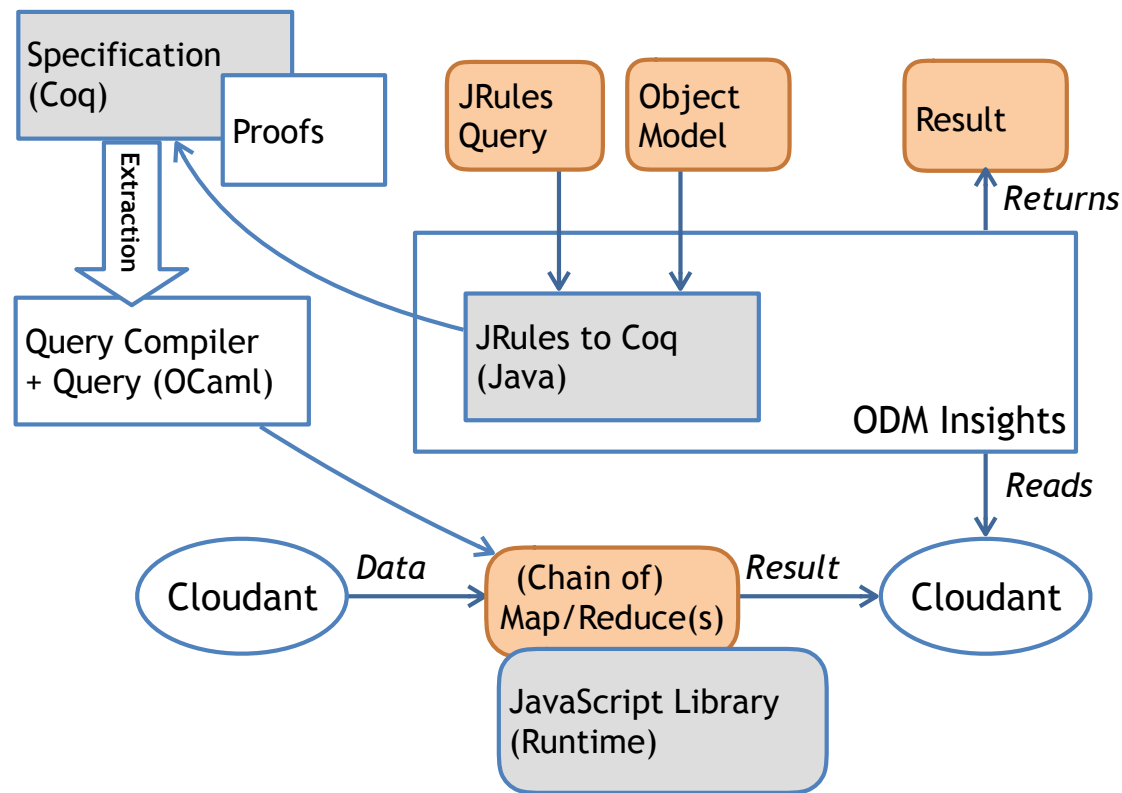 Specification
(Coq)
Proofs
JRules
Query
Object
Model
Result
Extraction
Returns
JRules to Coq
(Java)
Query Compiler
+ Query (OCaml)
ODM Insights
Reads
Cloudant
Data
(Chain of)
Map/Reduce(s)
Result
Cloudant
JavaScript Library
(Runtime)